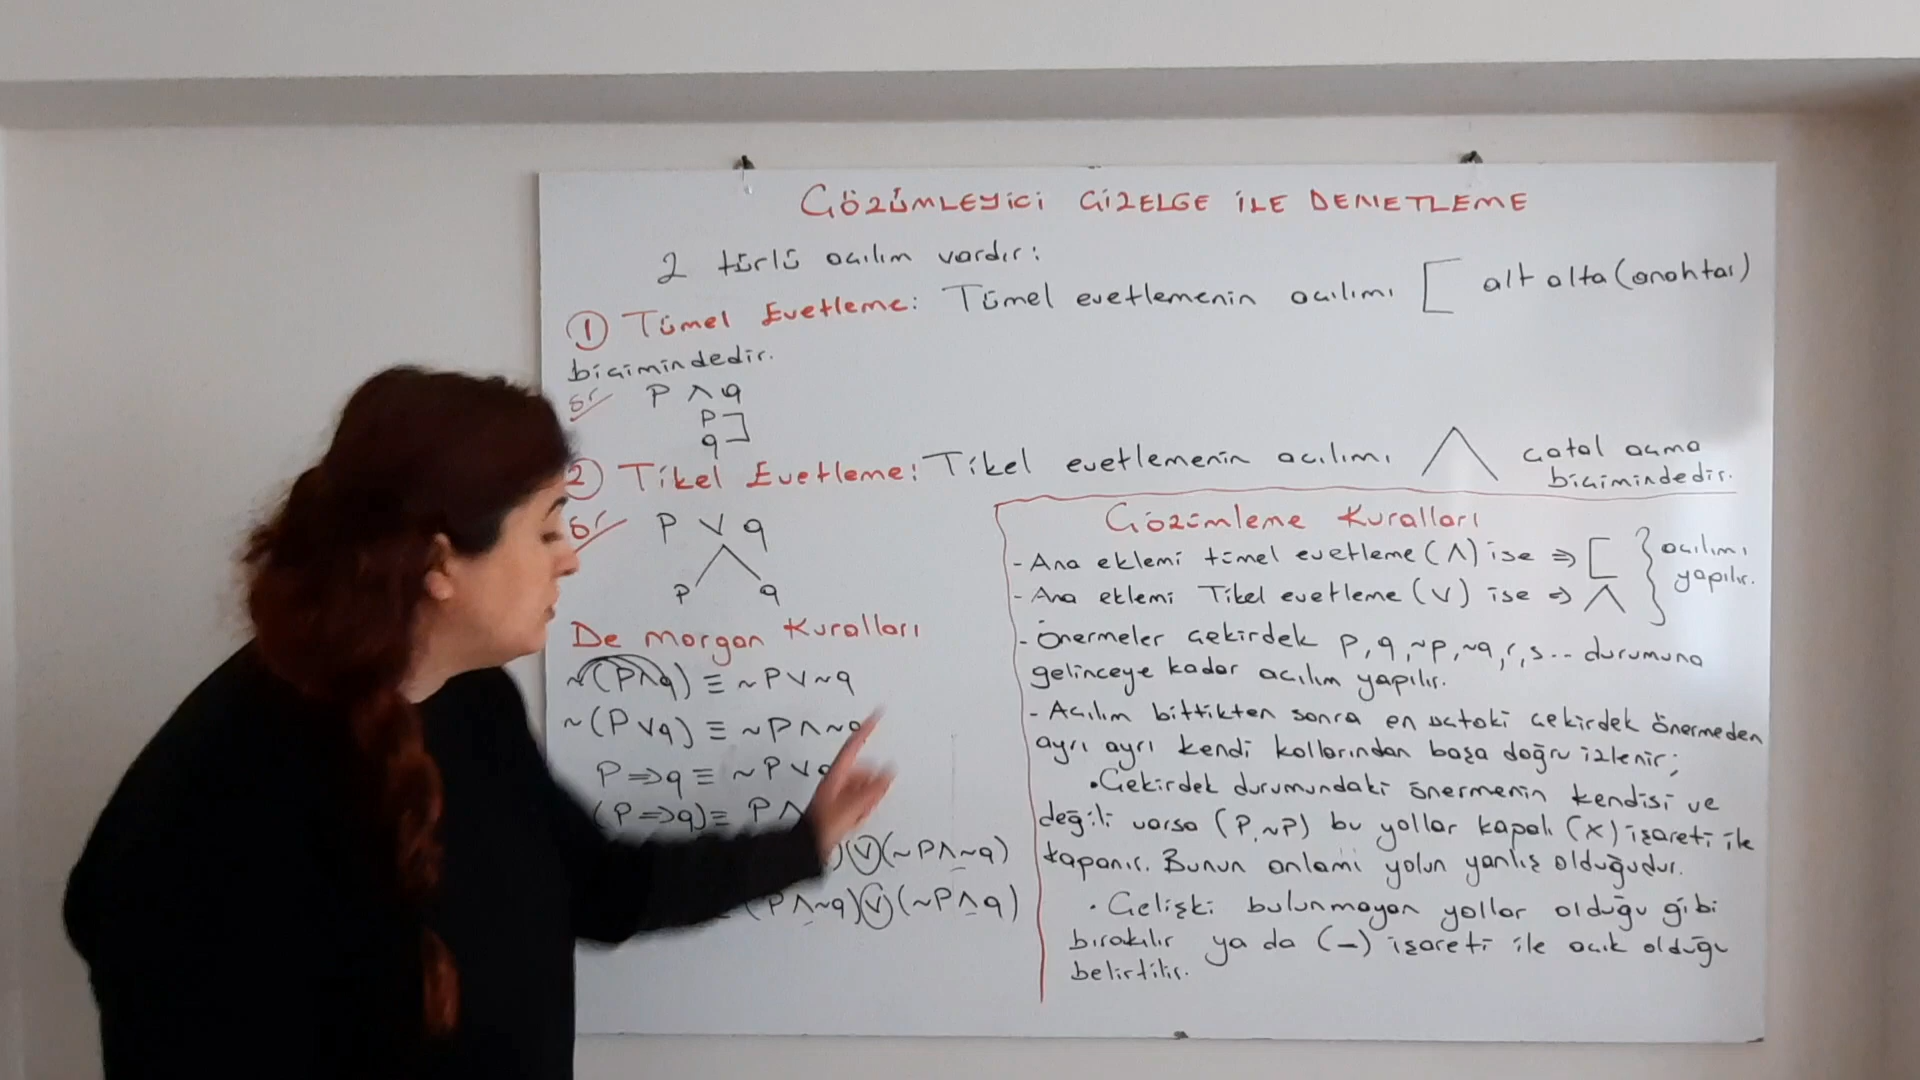 ÇÖZÜMLEYİCİ ÇİZELGE İLE DENETLEME
2 türlü açılım vardır:
① Tümel Evetleme: Tümel evetlemenin açılımı [ alt alta (anahtar)
biçimindedir.
ör P ∧ q
P
q
② Tikel Evetleme: Tikel evetlemenin açılımı ∧ çatal açma
biçimindedir.
ör P ∨ q
P q
De morgan Kuralları
~(P∧q) ≡ ~P∨~q
~(P∨q) ≡ ~P∧~q
P⇒q ≡ ~P∨q
(P⇒q) ≡ P∧
)∨(~P∧~q)
(P∧~q)∨(~P∧q)
Çözümleme Kuralları
- Ana eklemi tümel evetleme (∧) ise ⇒ [
- Ana eklemi Tikel evetleme (∨) ise ⇒ ∧
} açılımı
yapılır.
- Önermeler çekirdek p, q, ~p, ~q, r, s... durumuna
gelinceye kadar açılım yapılır.
- Açılım bittikten sonra en çekirdek önermeden
ayrı ayrı kendi kollarından başa doğru izlenir;
• Çekirdek durumundaki önermenin kendisi ve
değili varsa (P, ~P) bu yollar kapalı (x) işareti ile
kapanır. Bunun anlamı yolun yanlış olduğudur.
• Çelişki bulunmayan yollar olduğu gibi
bırakılır ya da (–) işareti ile açık olduğu
belirtilir.